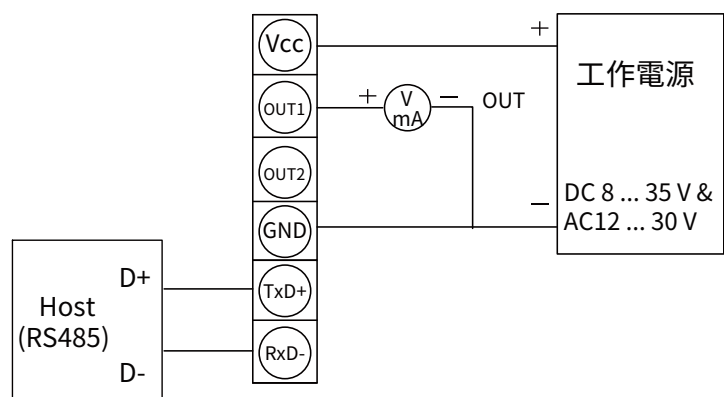 Vcc
+
工作電源
OUT1
+
V
mA
–
OUT
OUT2
DC 8 ... 35 V &
AC12 ... 30 V
–
GND
D+
TxD+
Host
(RS485)
RxD-
D-